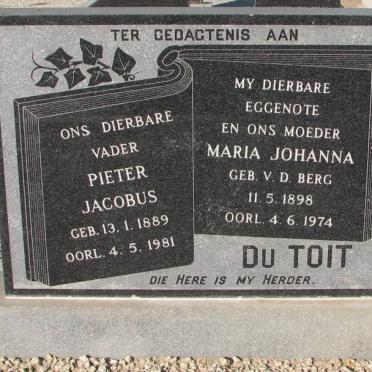 TER GEDAGTENIS AAN
ONS DIERBARE
VADER
PIETER
JACOBUS
GEB. 13. 1. 1889
OORL. 4. 5. 1981
MY DIERBARE
EGGENOTE
EN ONS MOEDER
MARIA JOHANNA
GEB. V. D. BERG
11. 5. 1898
OORL. 4. 6. 1974
DU TOIT
DIE HERE IS MY HERDER.